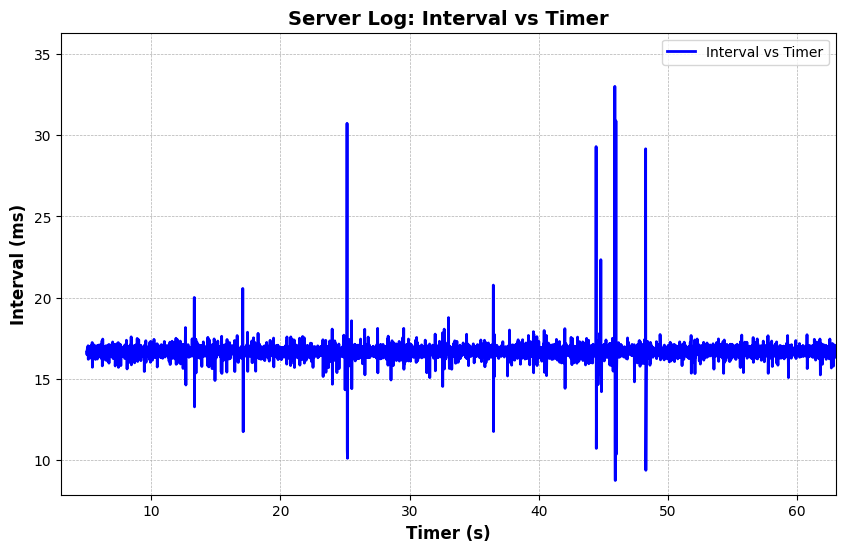 Server Log: Interval vs Timer
Interval vs Timer
35
30
25
20
15
10
Interval (ms)
10 20 30 40 50 60
Timer (s)